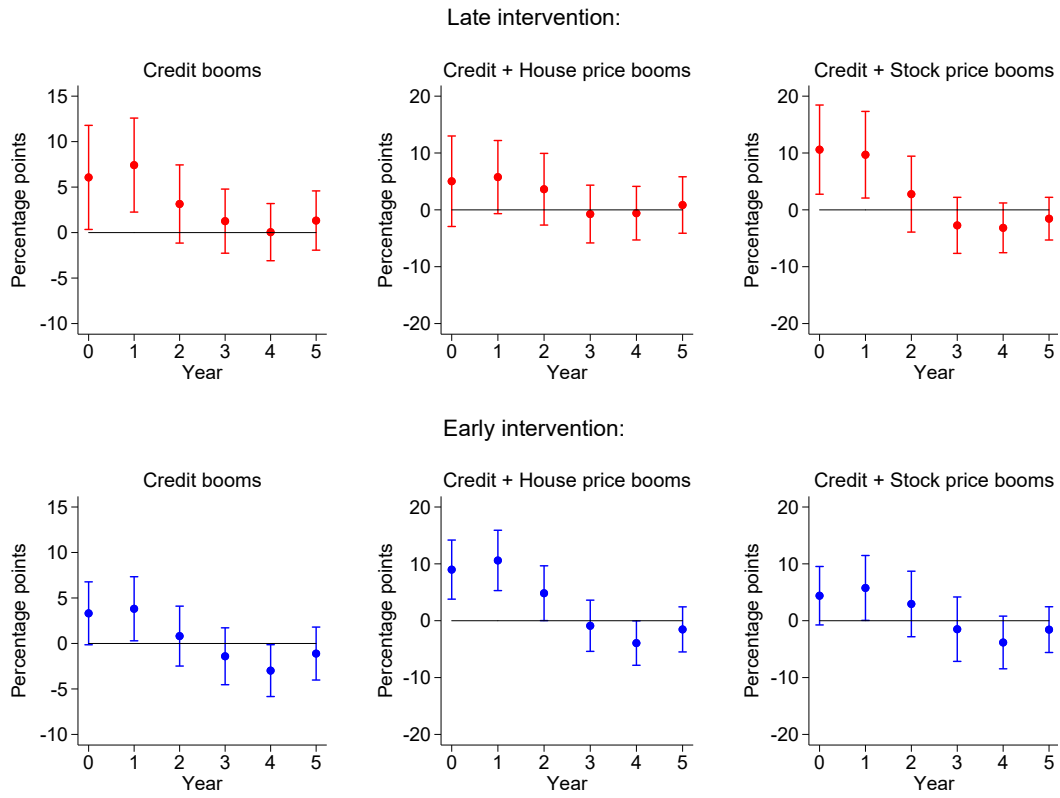 Late intervention:
Credit booms
Credit + House price booms
Credit + Stock price booms
Percentage points
15
10
5
0
-5
-10
0 1 2 3 4 5
Year
Percentage points
20
10
0
-10
-20
0 1 2 3 4 5
Year
Percentage points
20
10
0
-10
-20
0 1 2 3 4 5
Year
Early intervention:
Credit booms
Credit + House price booms
Credit + Stock price booms
Percentage points
15
10
5
0
-5
-10
0 1 2 3 4 5
Year
Percentage points
20
10
0
-10
-20
0 1 2 3 4 5
Year
Percentage points
20
10
0
-10
-20
0 1 2 3 4 5
Year